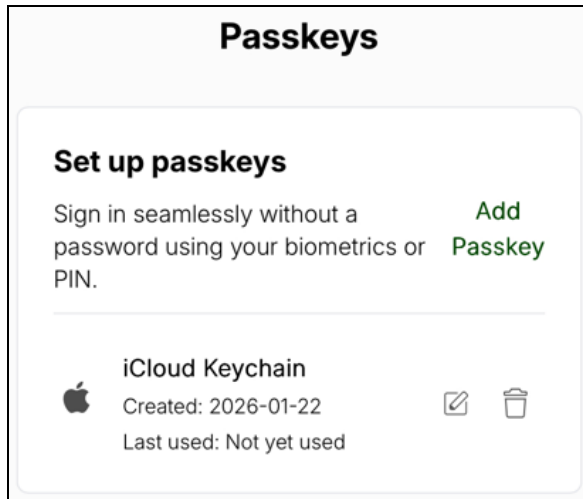 Passkeys
Set up passkeys
Sign in seamlessly without a
password using your biometrics or
PIN.
Add
Passkey
iCloud Keychain
Created: 2026-01-22
Last used: Not yet used